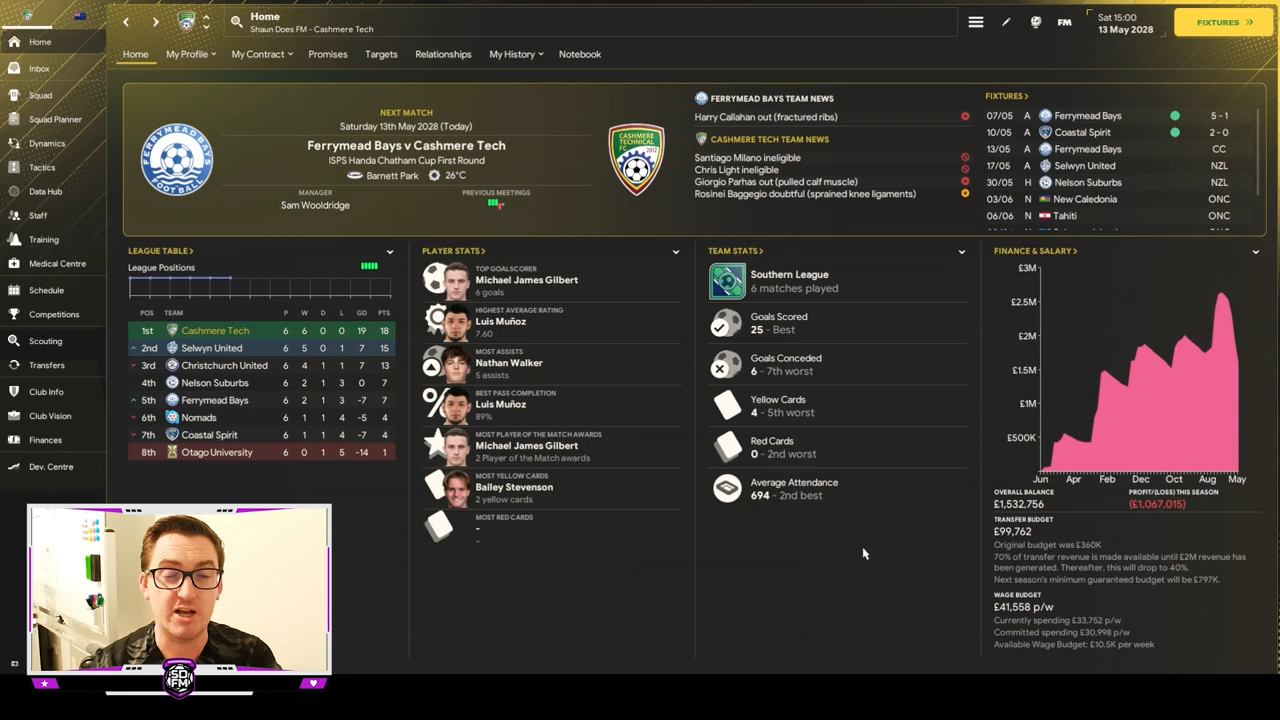 Home
Shaun Does FM - Cashmere Tech
FM
Sat 15:00
13 May 2028
FIXTURES
Home
Inbox
Squad
Squad Planner
Dynamics
Tactics
Data Hub
Staff
Training
Medical Centre
Schedule
Competitions
Scouting
Transfers
Club Info
Club Vision
Finances
Dev. Centre
Home
My Profile
My Contract
Promises
Targets
Relationships
My History
Notebook
FERRYMEAD BAYS
FOOTBALL
NEXT MATCH
Saturday 13th May 2028 (Today)
Ferrymead Bays v Cashmere Tech
ISPS Handa Chatham Cup First Round
Barnett Park 26°C
MANAGER
Sam Wooldridge
PREVIOUS MEETINGS
CASHMERE
TECHNICAL
FC
2012
FERRYMEAD BAYS TEAM NEWS
Harry Callahan out (fractured ribs)
CASHMERE TECH TEAM NEWS
Santiago Milano ineligible
Chris Light ineligible
Giorgio Parhas out (pulled calf muscle)
Rosinei Baggegio doubtful (sprained knee ligaments)
FIXTURES >
07/05 A Ferrymead Bays 5 - 1
10/05 A Coastal Spirit 2 - 0
13/05 A Ferrymead Bays CC
17/05 A Selwyn United NZL
30/05 H Nelson Suburbs NZL
03/06 N New Caledonia ONC
06/06 N Tahiti ONC
LEAGUE TABLE >
League Positions
POS TEAM P W D L GD PTS
1st Cashmere Tech 6 6 0 0 19 18
2nd Selwyn United 6 5 0 1 7 15
3rd Christchurch United 6 4 1 1 7 13
4th Nelson Suburbs 6 2 1 3 0 7
5th Ferrymead Bays 6 2 1 3 -7 7
6th Nomads 6 1 1 4 -5 4
7th Coastal Spirit 6 1 1 4 -7 4
8th Otago University 6 0 1 5 -14 1
PLAYER STATS >
TOP GOALSCORER
Michael James Gilbert
6 goals
HIGHEST AVERAGE RATING
Luis Muñoz
7.60
MOST ASSISTS
Nathan Walker
5 assists
BEST PASS COMPLETION
Luis Muñoz
89%
MOST PLAYER OF THE MATCH AWARDS
Michael James Gilbert
2 Player of the Match awards
MOST YELLOW CARDS
Bailey Stevenson
2 yellow cards
MOST RED CARDS
-
-
TEAM STATS >
Southern League
6 matches played
Goals Scored
25 - Best
Goals Conceded
6 - 7th worst
Yellow Cards
4 - 5th worst
Red Cards
0 - 2nd worst
Average Attendance
694 - 2nd best
FINANCE & SALARY >
£3M
£2.5M
£2M
£1.5M
£1M
£500K
Jun Apr Feb Dec Oct Aug May
OVERALL BALANCE
£1,532,756
PROFIT/(LOSS) THIS SEASON
(£1,067,015)
TRANSFER BUDGET
£99,762
Original budget was £360K
70% of transfer revenue is made available until £2M revenue has
been generated. Thereafter, this will drop to 40%.
Next season's minimum guaranteed budget will be £797K.
WAGE BUDGET
£41,558 p/w
Currently spending £33,752 p/w
Committed spending £30,998 p/w
Available Wage Budget: £10.5K per week
SD
FM